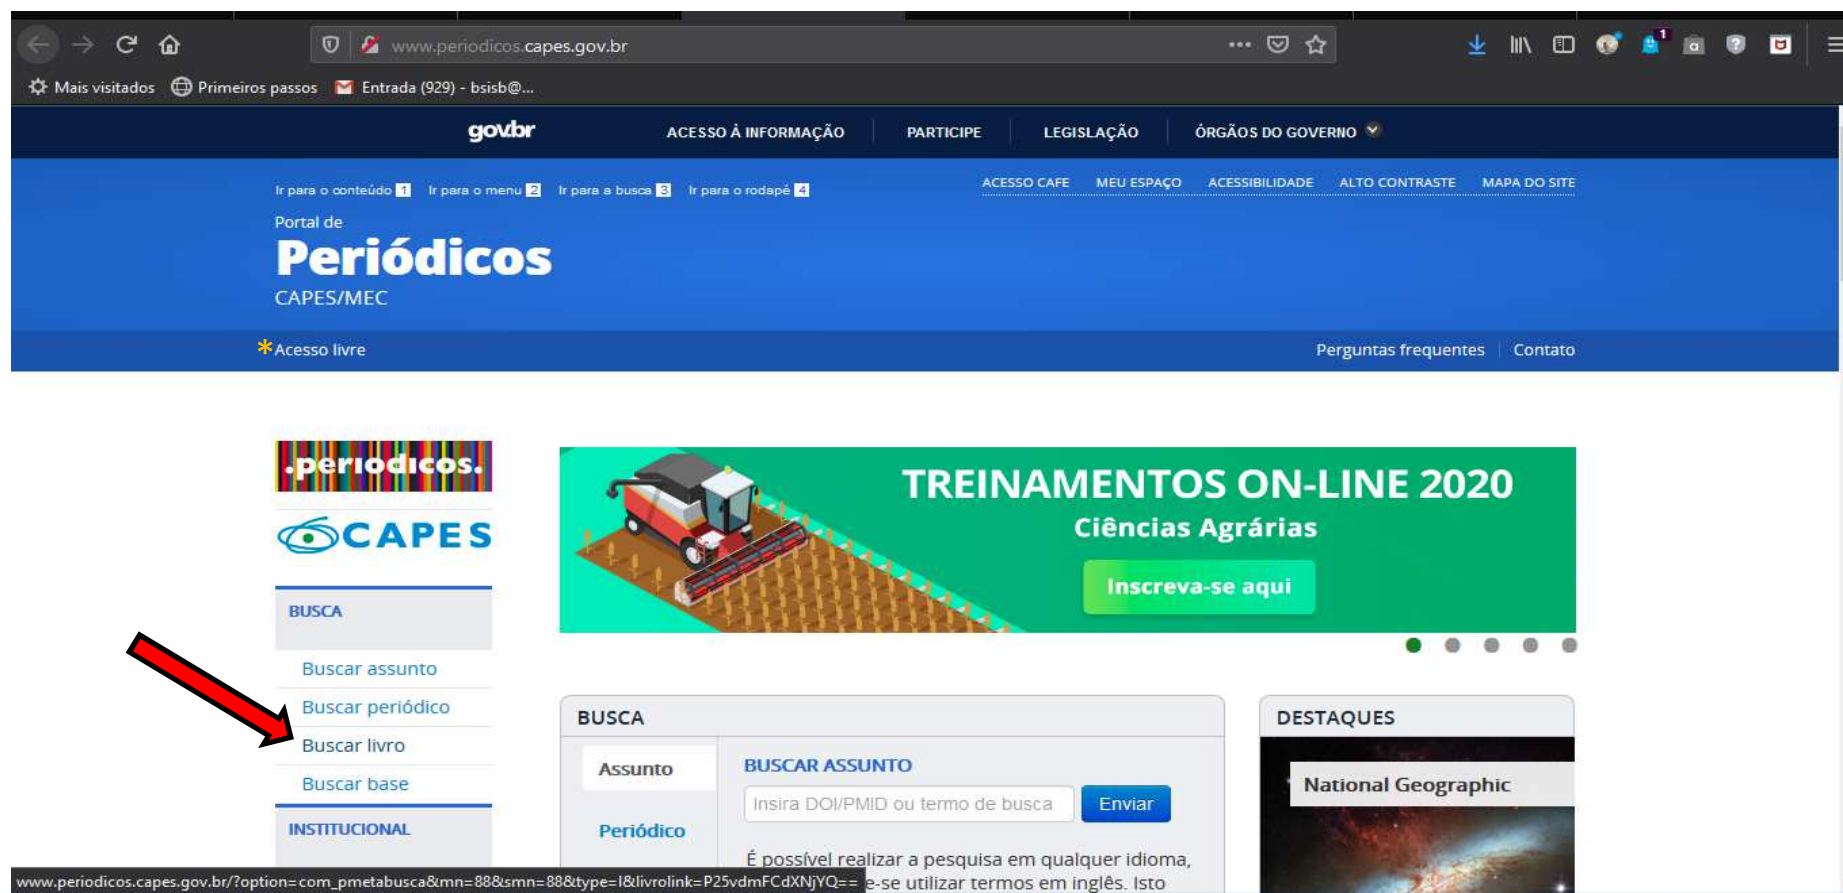 www.periodicos.capes.gov.br
1
Mais visitados Primeiros passos Entrada (929) - bsisb@...
gov.br ACESSO À INFORMAÇÃO PARTICIPE LEGISLAÇÃO ÓRGÃOS DO GOVERNO
Ir para o conteúdo 1 Ir para o menu 2 Ir para a busca 3 Ir para o rodapé 4
ACESSO CAFE MEU ESPAÇO ACESSIBILIDADE ALTO CONTRASTE MAPA DO SITE
Portal de
Periódicos
CAPES/MEC
*Acesso livre
Perguntas frequentes Contato
.periodicos.
CAPES
TREINAMENTOS ON-LINE 2020
Ciências Agrárias
Inscreva-se aqui
BUSCA
Buscar assunto
Buscar periódico
Buscar livro
Buscar base
INSTITUCIONAL
BUSCA
Assunto
Periódico
BUSCAR ASSUNTO
Insira DOI/PMID ou termo de busca Enviar
É possível realizar a pesquisa em qualquer idioma,
e-se utilizar termos em inglês. Isto
DESTAQUES
National Geographic
www.periodicos.capes.gov.br/?option=com_pmetabusca&mn=88&smn=88&type=l&livrolink=P25vdmFCdXNjYQ==